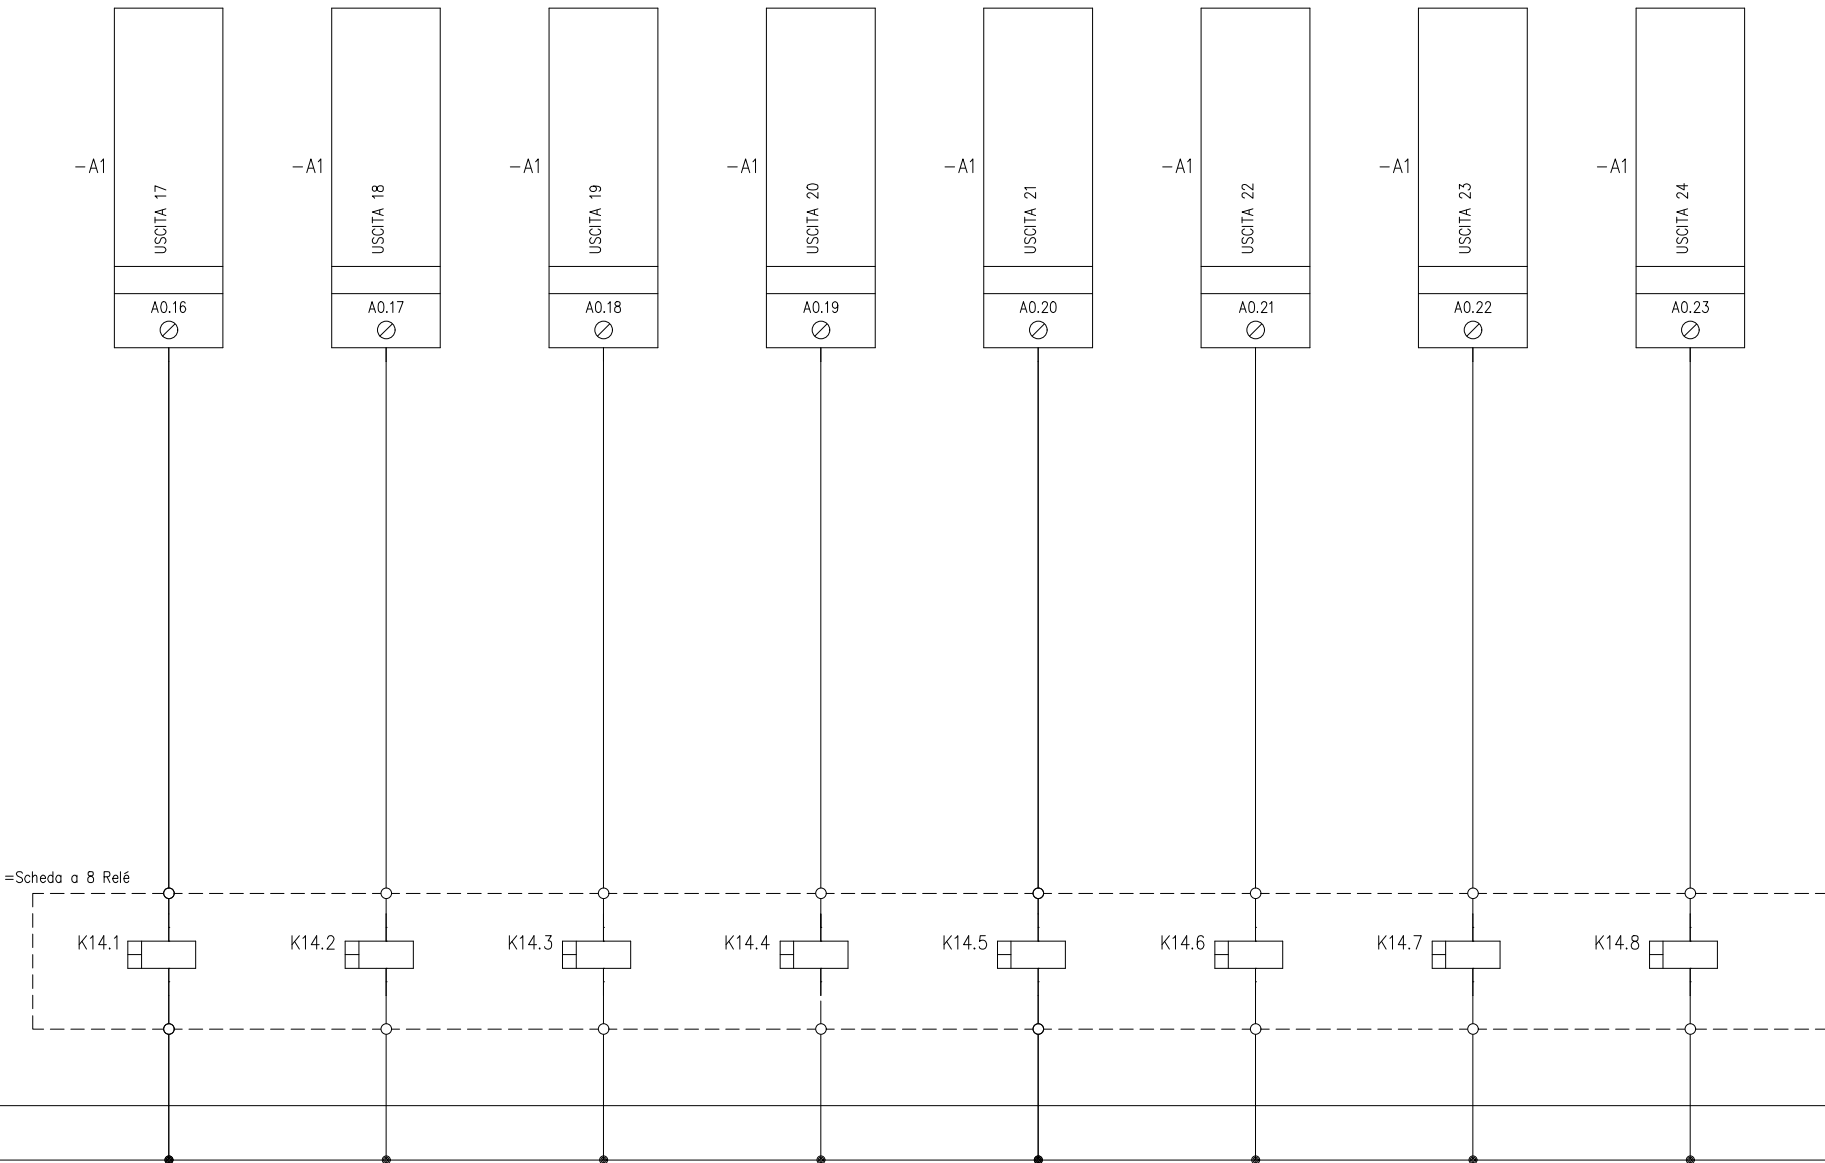 -A1 -A1 -A1 -A1 -A1 -A1 -A1 -A1
USCITA 17
USCITA 18
USCITA 19
USCITA 20
USCITA 21
USCITA 22
USCITA 23
USCITA 24
A0.16 A0.17 A0.18 A0.19 A0.20 A0.21 A0.22 A0.23
=Scheda a 8 Relé
K14.1 K14.2 K14.3 K14.4 K14.5 K14.6 K14.7 K14.8